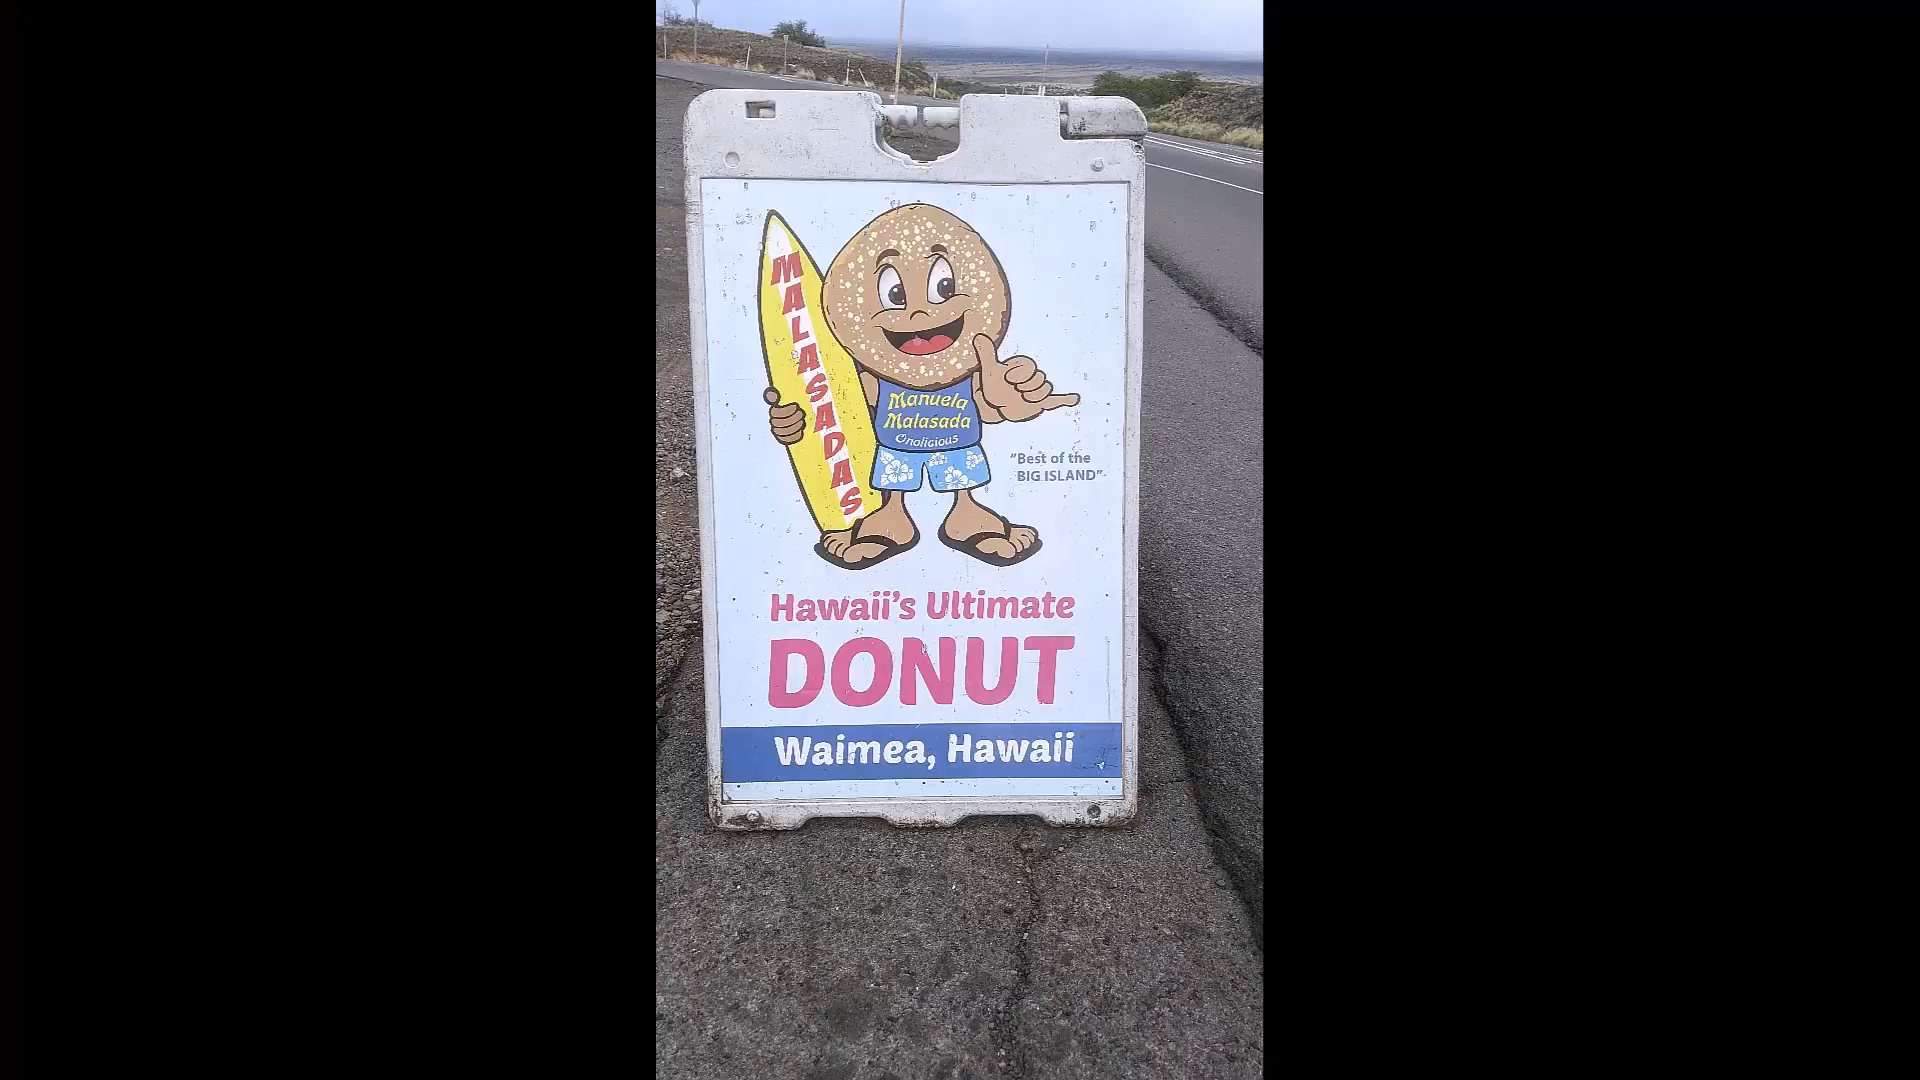 MALASADAS
Manuela
Malasada
Onolicious
"Best of the
BIG ISLAND"
Hawaii's Ultimate
DONUT
Waimea, Hawaii